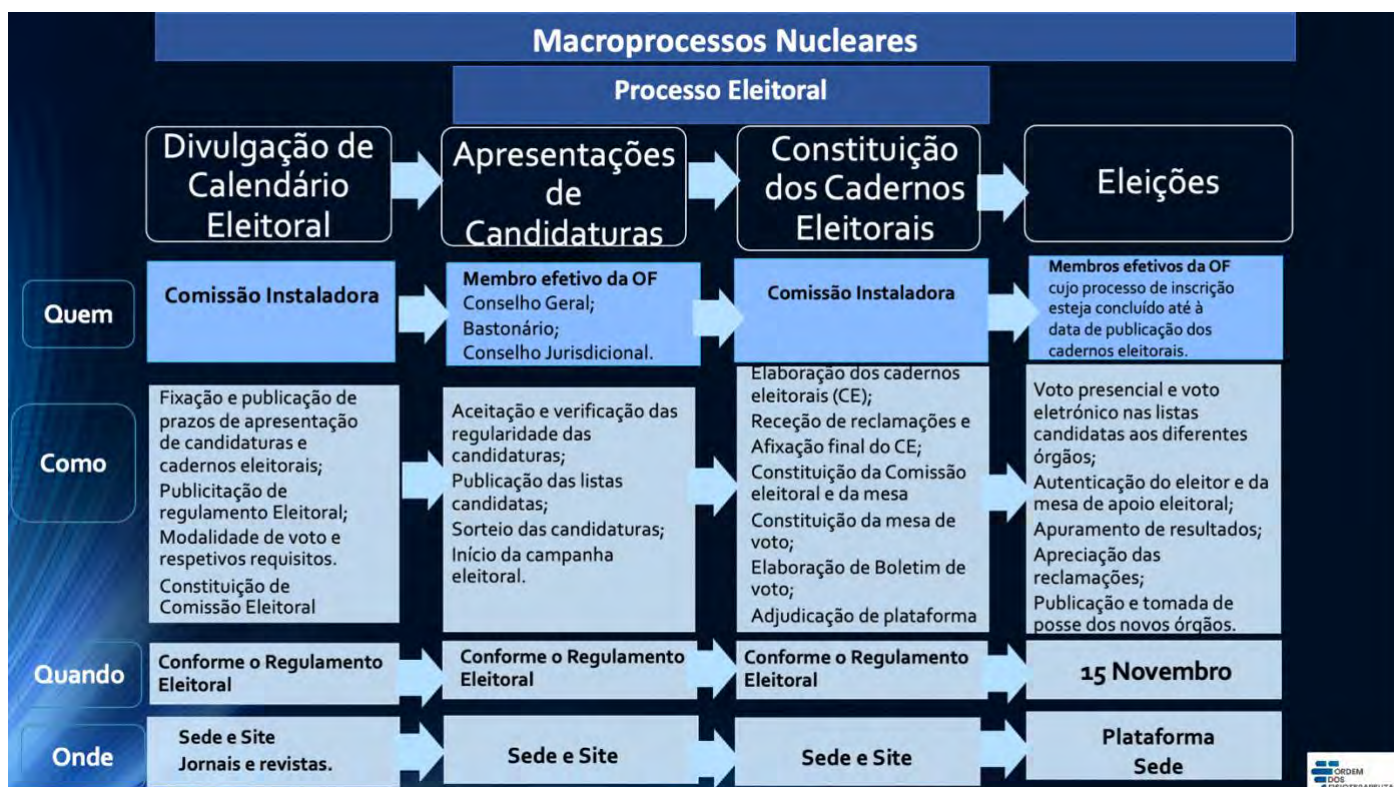 Macroprocessos Nucleares
Processo Eleitoral
Divulgação de
Calendário
Eleitoral
Apresentações
de
Candidaturas
Constituição
dos Cadernos
Eleitorais
Eleições
Quem
Comissão Instaladora
Membro efetivo da OF
Conselho Geral;
Bastonário;
Conselho Jurisdicional.
Comissão Instaladora
Membros efetivos da OF
cujo processo de inscrição
esteja concluído até à
data de publicação dos
cadernos eleitorais.
Como
Fixação e publicação de
prazos de apresentação
de candidaturas e
cadernos eleitorais;
Publicitação de
regulamento Eleitoral;
Modalidade de voto e
respetivos requisitos.
Constituição de
Comissão Eleitoral
Aceitação e verificação das
regularidade das
candidaturas;
Publicação das listas
candidatas;
Sorteio das candidaturas;
Início da campanha
eleitoral.
Elaboração dos cadernos
eleitorais (CE);
Receção de reclamações e
Afixação final do CE;
Constituição da Comissão
eleitoral e da mesa
Constituição da mesa de
voto;
Elaboração de Boletim de
voto;
Adjudicação de plataforma
Voto presencial e voto
eletrónico nas listas
candidatas aos diferentes
órgãos;
Autenticação do eleitor e da
mesa de apoio eleitoral;
Apuramento de resultados;
Apreciação das
reclamações;
Publicação e tomada de
posse dos novos órgãos.
Quando
Conforme o Regulamento
Eleitoral
Conforme o Regulamento
Eleitoral
Conforme o Regulamento
Eleitoral
15 Novembro
Onde
Sede e Site
Jornais e revistas.
Sede e Site
Sede e Site
Plataforma
Sede
ORDEM
DOS